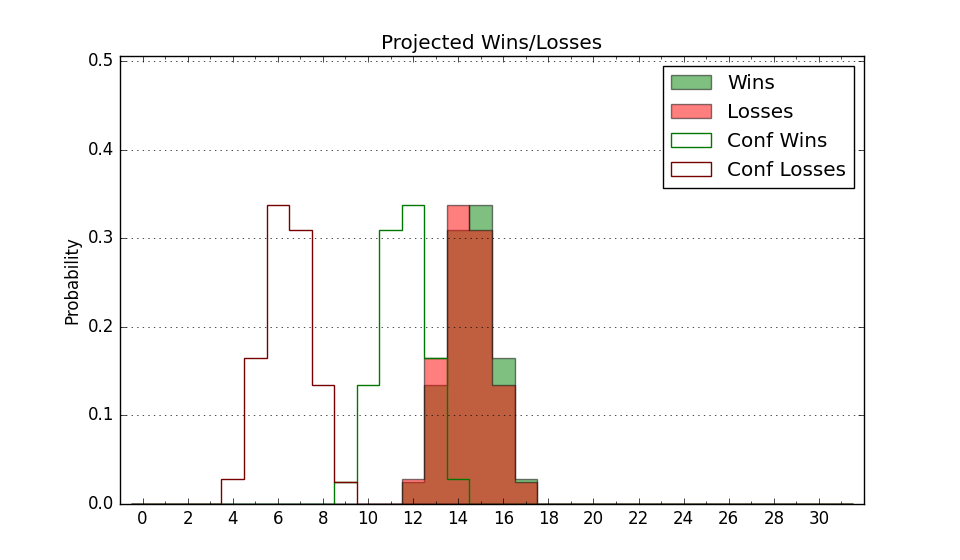 Projected Wins/Losses
0.5
0.4
0.3
0.2
0.1
0.0
Probability
Wins
Losses
Conf Wins
Conf Losses
0 2 4 6 8 10 12 14 16 18 20 22 24 26 28 30